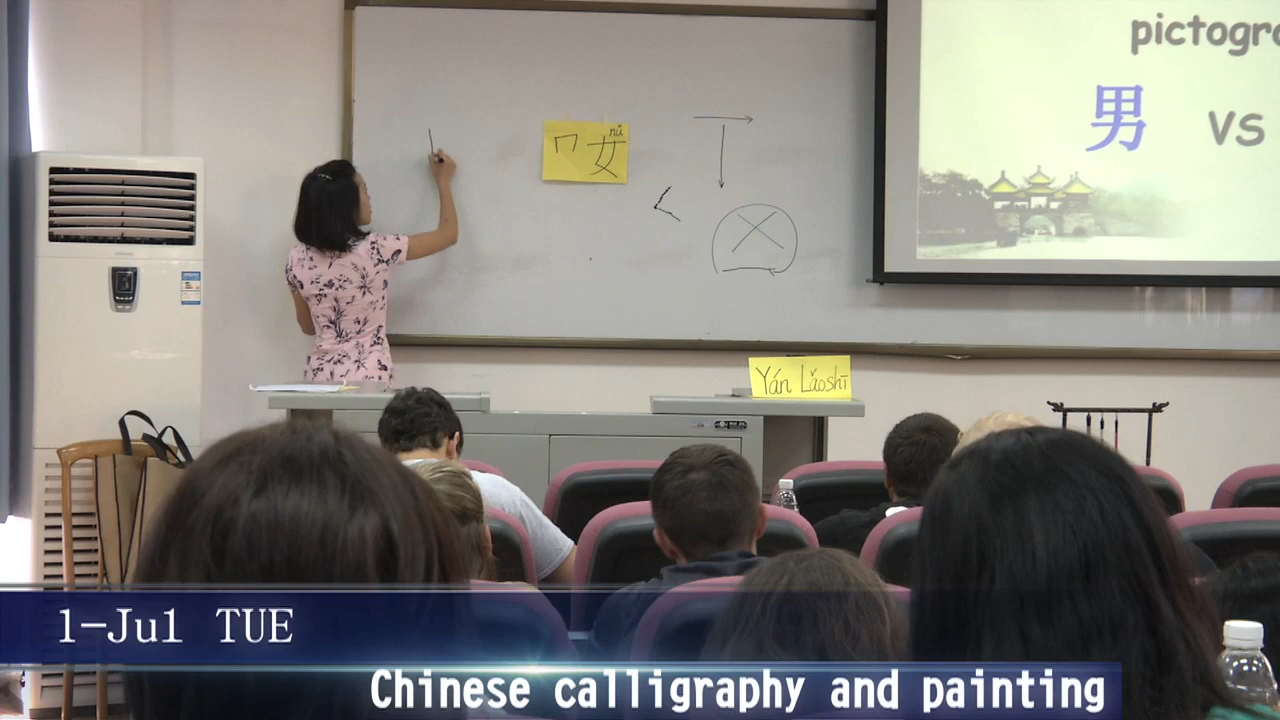 pictogr
男 VS
nǚ
女
Yán Lǎoshī
1-Jul TUE
Chinese calligraphy and painting